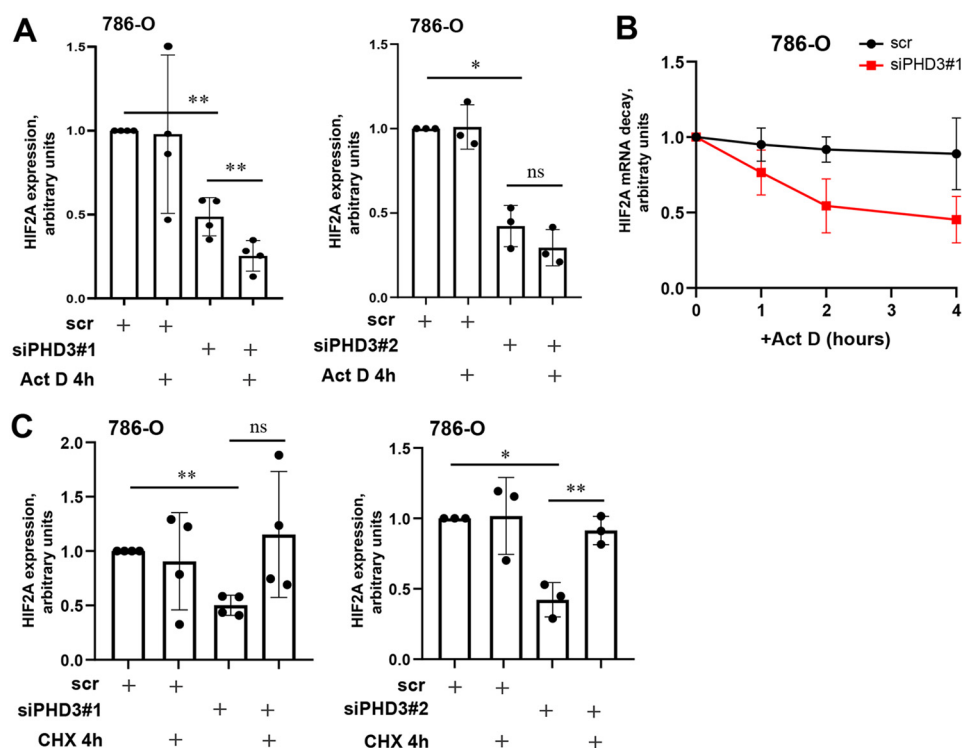 A
786-O
HIF2A expression,
arbitrary units
1.5
1.0
0.5
0.0
**
**
scr + +
siPHD3#1 + +
Act D 4h + +
786-O
HIF2A expression,
arbitrary units
1.5
1.0
0.5
0.0
*
ns
scr + +
siPHD3#2 + +
Act D 4h + +
B
786-O
scr
siPHD3#1
HIF2A mRNA decay,
arbitraty units
1.5
1.0
0.5
0.0
0 1 2 3 4
+Act D (hours)
C
786-O
HIF2A expression,
arbitrary units
2.0
1.5
1.0
0.5
0.0
**
ns
scr + +
siPHD3#1 + +
CHX 4h + +
786-O
HIF2A expression,
arbitrary units
1.5
1.0
0.5
0.0
*
**
scr + +
siPHD3#2 + +
CHX 4h + +